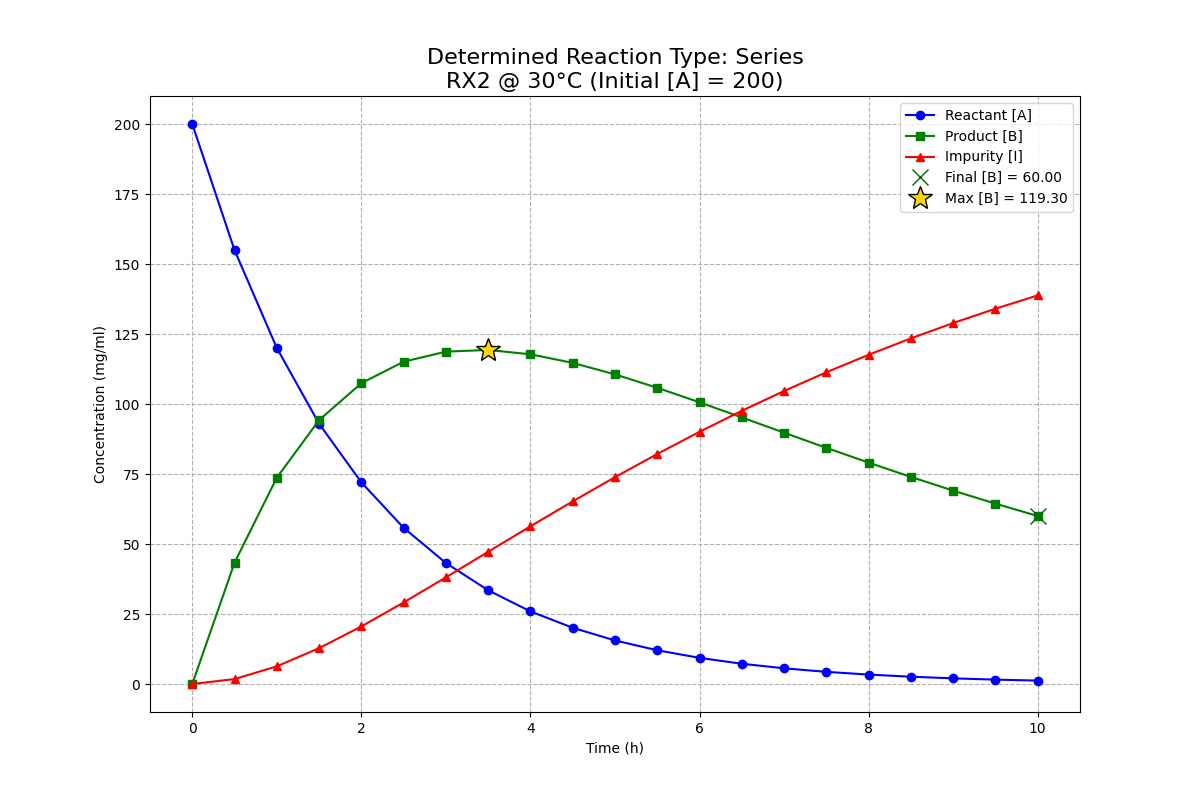 Determined Reaction Type: Series
RX2 @ 30°C (Initial [A] = 200)
Reactant [A]
Product [B]
Impurity [I]
Final [B] = 60.00
Max [B] = 119.30
Concentration (mg/ml)
200
175
150
125
100
75
50
25
0
0 2 4 6 8 10
Time (h)